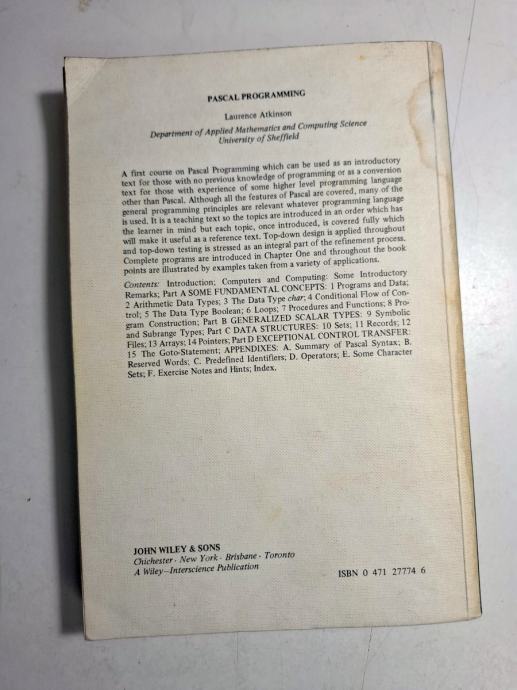 PASCAL PROGRAMMING
Laurence Atkinson
Department of Applied Mathematics and Computing Science
University of Sheffield
A first course on Pascal Programming which can be used as an introductory
text for those with no previous knowledge of programming or as a conversion
text for those with experience of some higher level programming language
other than Pascal. Although all the features of Pascal are covered, many of the
general programming principles are relevant whatever programming language
is used. It is a teaching text so the topics are introduced in an order which has
the learner in mind but each topic, once introduced, is covered fully which
will make it useful as a reference text. Top-down design is applied throughout
and top-down testing is stressed as an integral part of the refinement process.
Complete programs are introduced in Chapter One and throughout the book
points are illustrated by examples taken from a variety of applications.
Contents: Introduction; Computers and Computing: Some Introductory
Remarks; Part A SOME FUNDAMENTAL CONCEPTS: 1 Programs and Data;
2 Arithmetic Data Types; 3 The Data Type char; 4 Conditional Flow of Con-
trol; 5 The Data Type Boolean; 6 Loops; 7 Procedures and Functions; 8 Pro-
gram Construction; Part B GENERALIZED SCALAR TYPES: 9 Symbolic
and Subrange Types; Part C DATA STRUCTURES: 10 Sets; 11 Records; 12
Files; 13 Arrays; 14 Pointers; Part D EXCEPTIONAL CONTROL TRANSFER:
15 The Goto-Statement; APPENDIXES: A. Summary of Pascal Syntax; B.
Reserved Words; C. Predefined Identifiers; D. Operators; E. Some Character
Sets; F. Exercise Notes and Hints; Index.
JOHN WILEY & SONS
Chichester · New York · Brisbane · Toronto
A Wiley—Interscience Publication
ISBN 0 471 27774 6